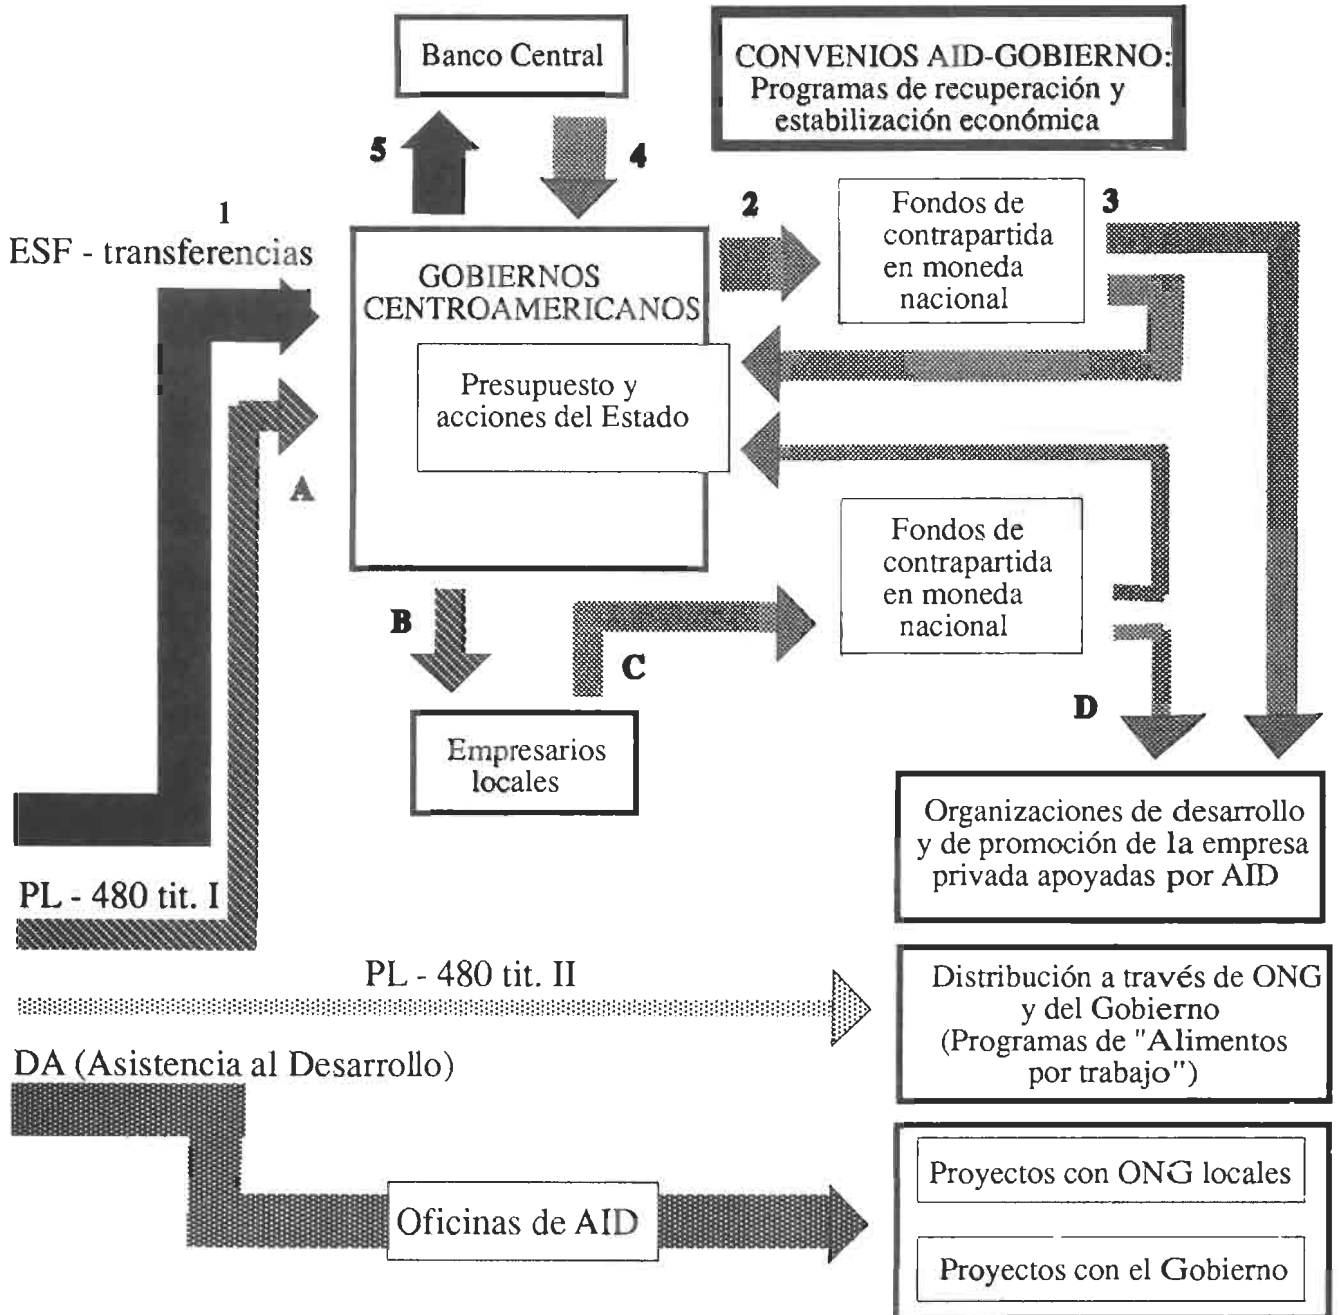 Banco Central
CONVENIOS AID-GOBIERNO:
Programas de recuperación y
estabilización económica
5
4
1
ESF - transferencias
GOBIERNOS
CENTROAMERICANOS
Presupuesto y
acciones del Estado
2
Fondos de
contrapartida
en moneda
nacional
3
A
Fondos de
contrapartida
en moneda
nacional
B
C
D
Empresarios
locales
Organizaciones de desarrollo
y de promoción de la empresa
privada apoyadas por AID
PL - 480 tit. I
PL - 480 tit. II
Distribución a través de ONG
y del Gobierno
(Programas de "Alimentos
por trabajo")
DA (Asistencia al Desarrollo)
Oficinas de AID
Proyectos con ONG locales
Proyectos con el Gobierno